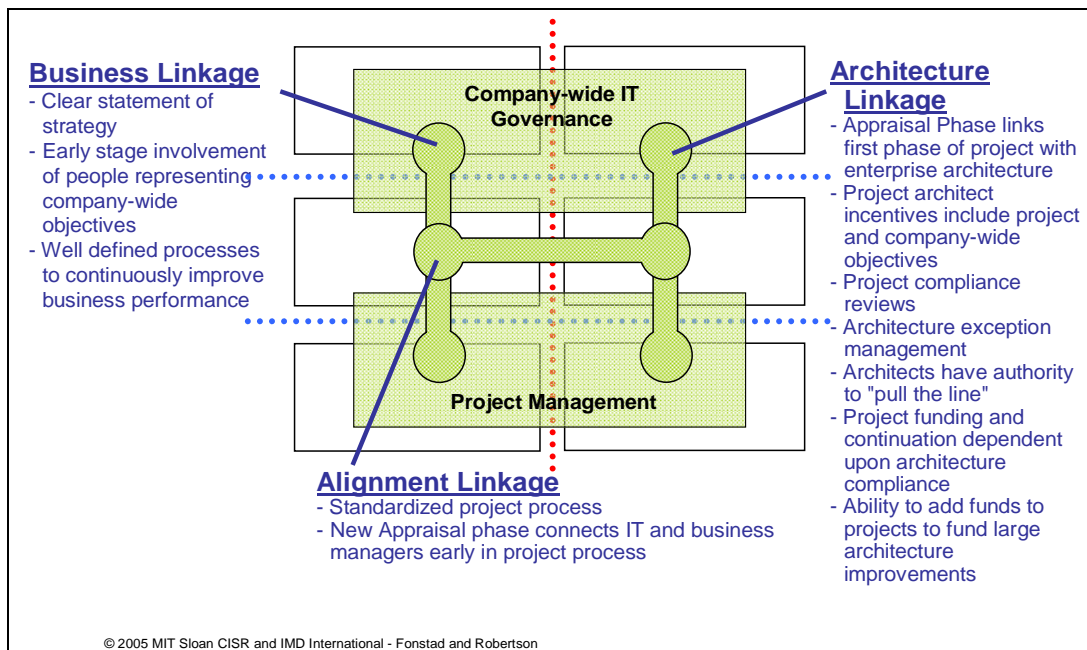 Business Linkage
- Clear statement of
strategy
- Early stage involvement
of people representing
company-wide
objectives
- Well defined processes
to continuously improve
business performance
Company-wide IT
Governance
Project Management
Architecture
Linkage
- Appraisal Phase links
first phase of project with
enterprise architecture
- Project architect
incentives include project
and company-wide
objectives
- Project compliance
reviews
- Architecture exception
management
- Architects have authority
to "pull the line"
- Project funding and
continuation dependent
upon architecture
compliance
- Ability to add funds to
projects to fund large
architecture
improvements
Alignment Linkage
- Standardized project process
- New Appraisal phase connects IT and business
managers early in project process
© 2005 MIT Sloan CISR and IMD International - Fonstad and Robertson